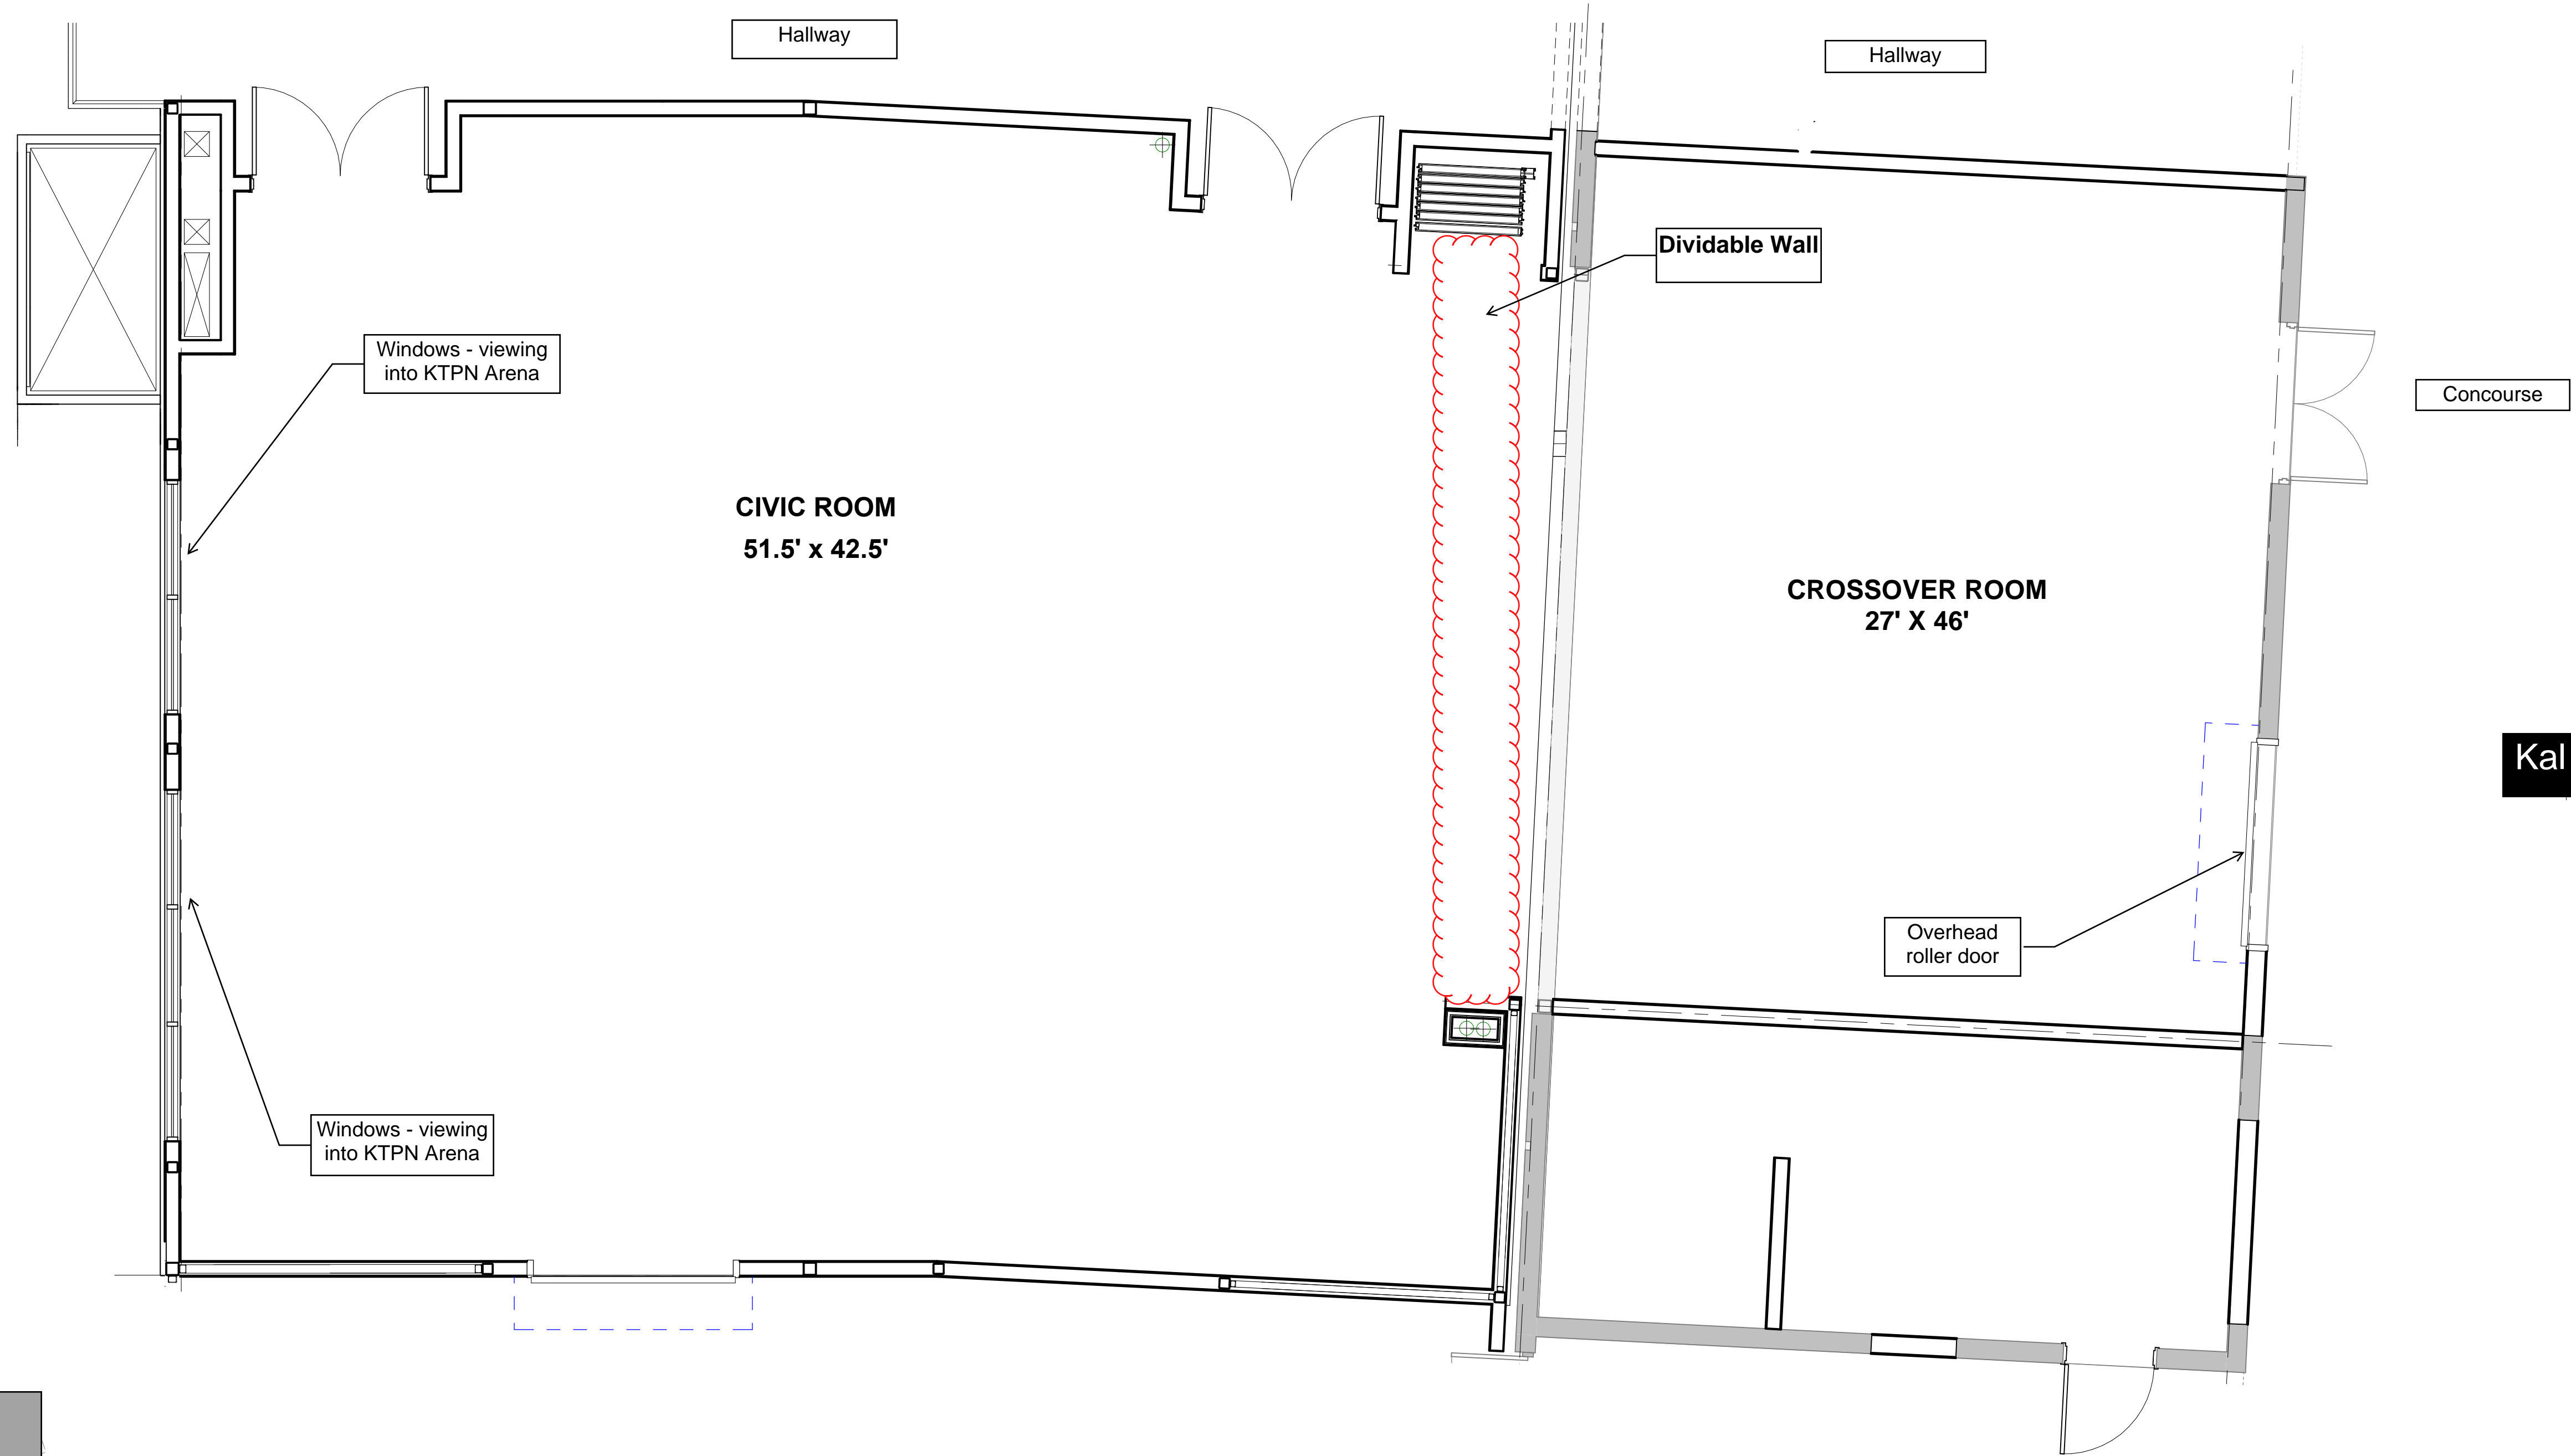 Hallway
Hallway
Dividable Wall
Windows - viewing
into KTPN Arena
Concourse
CIVIC ROOM
51.5' x 42.5'
CROSSOVER ROOM
27' X 46'
Kal
Overhead
roller door
Windows - viewing
into KTPN Arena